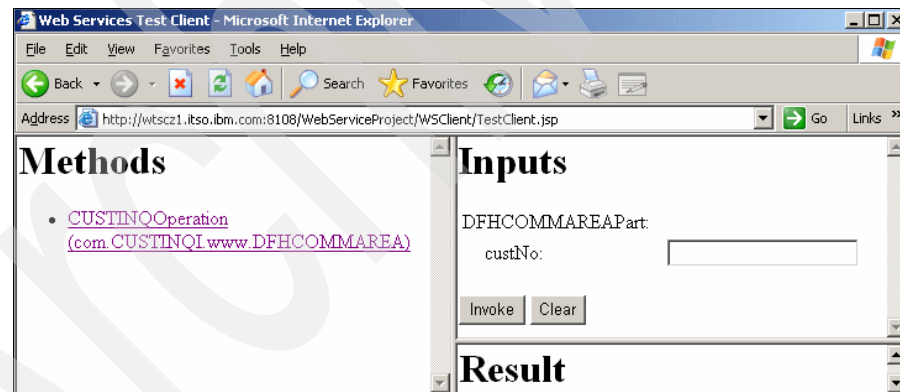 Web Services Test Client - Microsoft Internet Explorer
File Edit View Favorites Tools Help
Back Search Favorites
Address http://wtscz1.itso.ibm.com:8108/WebServiceProject/WSClient/TestClient.jsp Go Links »
Methods
CUSTINQOperation
(com.CUSTINQI.www.DFHCOMMAREA)
Inputs
DFHCOMMAREAPart:
custNo:
Invoke Clear
Result